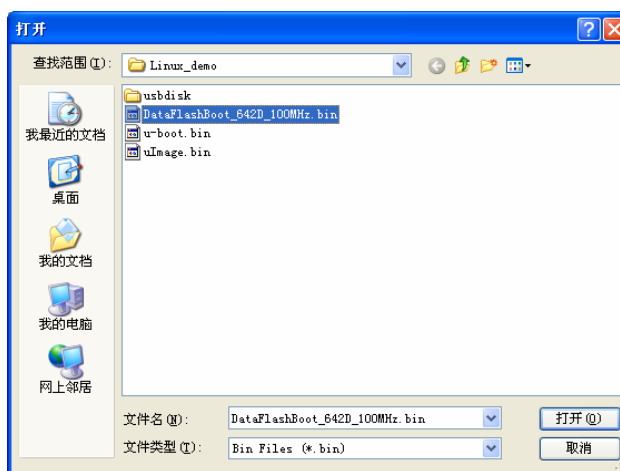 打开
查找范围(I):
Linux_demo
usbdisk
DataFlashBoot_642D_100MHz.bin
u-boot.bin
uImage.bin
我最近的文档
桌面
我的文档
我的电脑
网上邻居
文件名(N):
DataFlashBoot_642D_100MHz.bin
打开(O)
文件类型(T):
Bin Files (*.bin)
取消